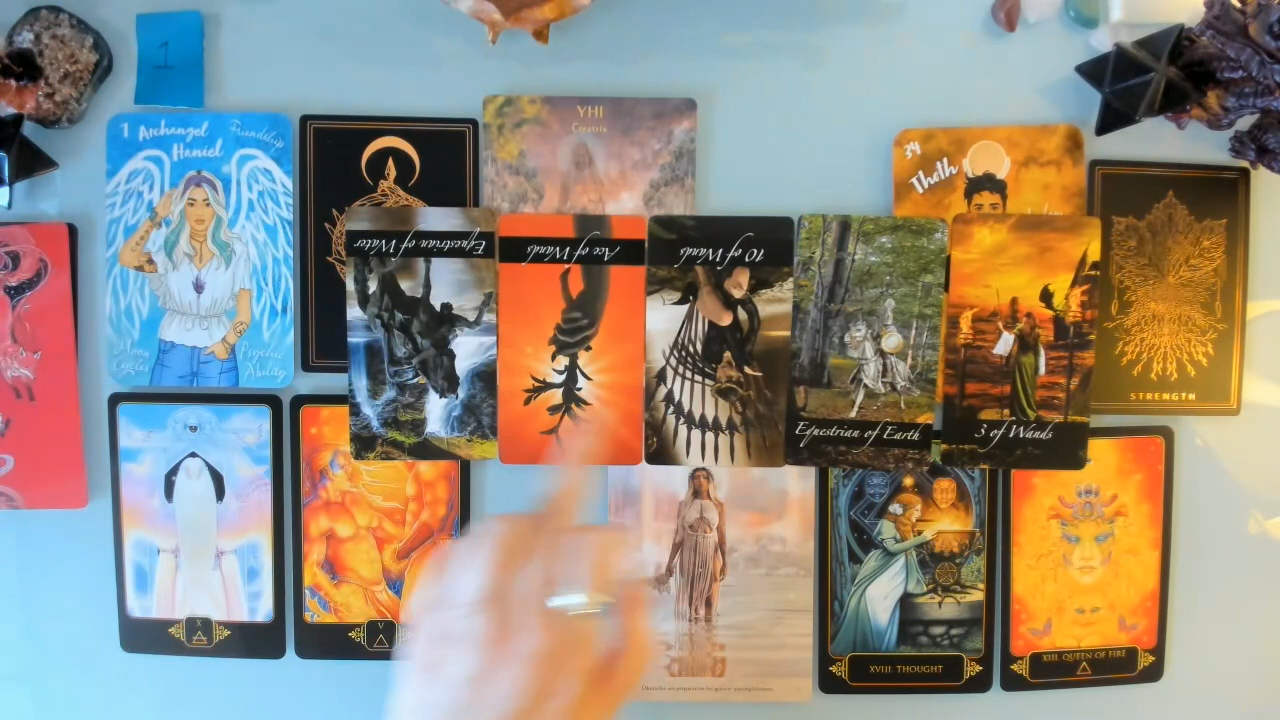 1
1 Archangel
Haniel
Friendship
Moon
Cycles
Psychic
Ability
YHI
Creatrix
34
Thoth
STRENGTH
Equestrian of Water
Ace of Wands
10 of Wands
Equestrian of Earth
3 of Wands
X
V
XVIII. THOUGHT
XIII. QUEEN OF FIRE